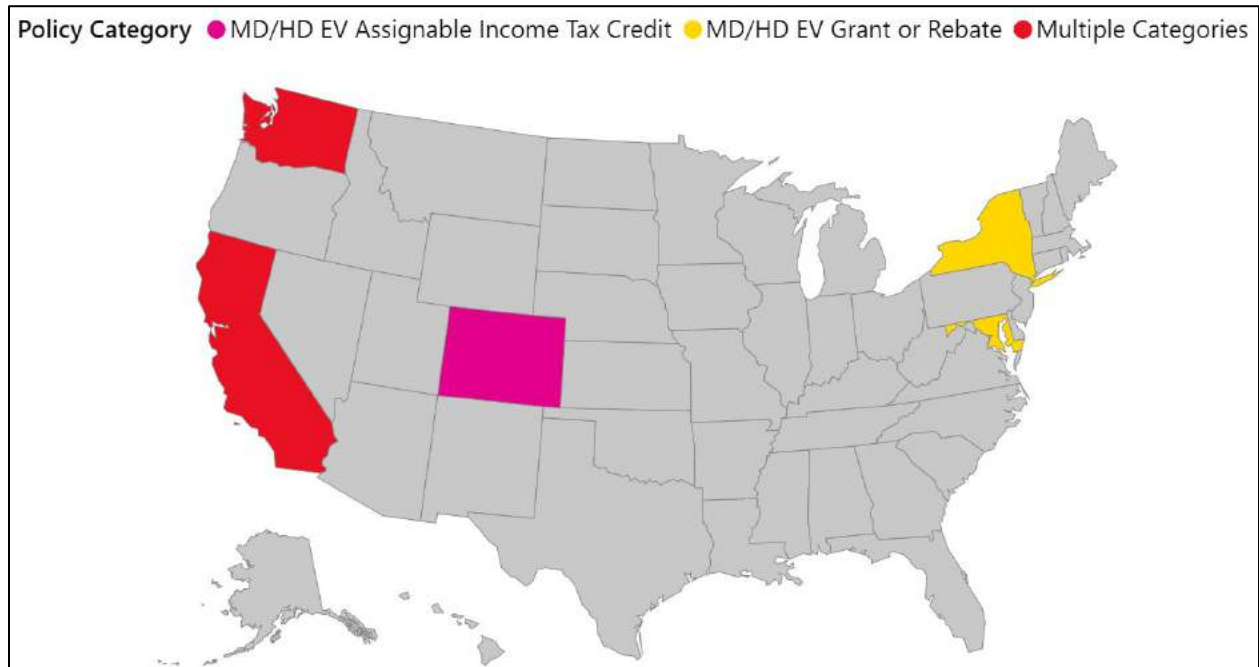 Policy Category MD/HD EV Assignable Income Tax Credit MD/HD EV Grant or Rebate Multiple Categories